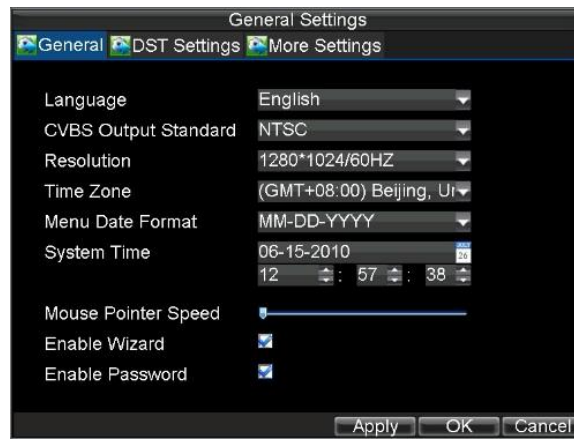 General Settings
General DST Settings More Settings
Language English
CVBS Output Standard NTSC
Resolution 1280*1024/60HZ
Time Zone (GMT+08:00) Beijing, Ur
Menu Date Format MM-DD-YYYY
System Time 06-15-2010
12 : 57 : 38
Mouse Pointer Speed
Enable Wizard
Enable Password
Apply OK Cancel